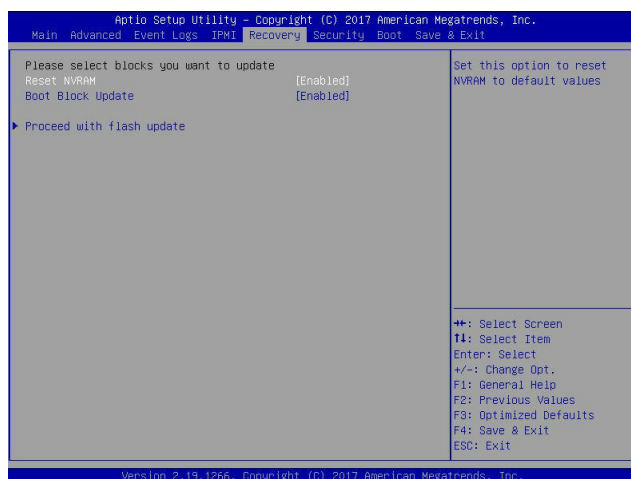 Aptio Setup Utility – Copyright (C) 2017 American Megatrends, Inc.
Main Advanced Event Logs IPMI Recovery Security Boot Save & Exit
Please select blocks you want to update
Reset NVRAM [Enabled]
Boot Block Update [Enabled]
Proceed with flash update
Set this option to reset
NVRAM to default values
→←: Select Screen
↑↓: Select Item
Enter: Select
+/-: Change Opt.
F1: General Help
F2: Previous Values
F3: Optimized Defaults
F4: Save & Exit
ESC: Exit
Version 2.19.1266. Copyright (C) 2017 American Megatrends, Inc.